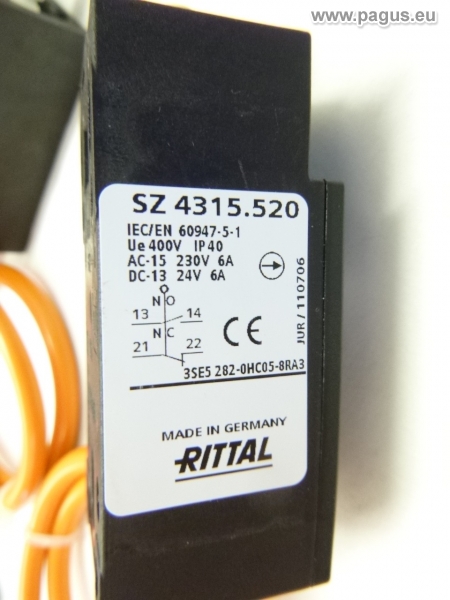 www.pagus.eu
SZ 4315.520
IEC/EN 60947-5-1
Ue 400V IP40
AC-15 230V 6A
DC-13 24V 6A
NO
13 14
NC
21 22
CE
JUR / 110706
3SE5 282-0HC05-8RA3
MADE IN GERMANY
RITTAL